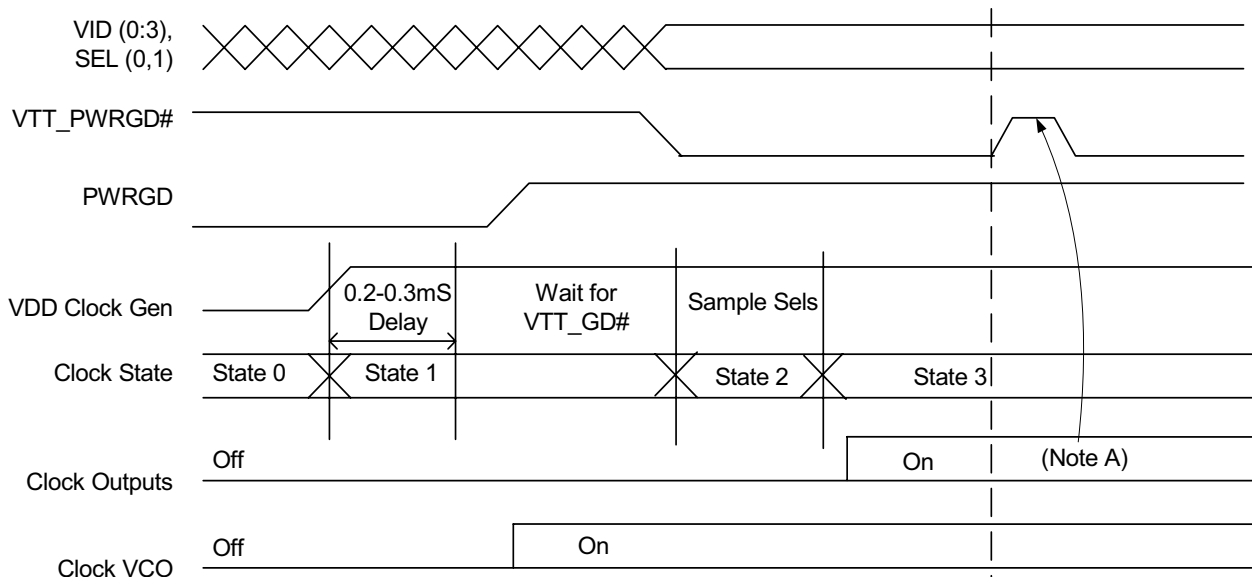 VID (0:3),
SEL (0,1)
VTT_PWRGD#
PWRGD
VDD Clock Gen
0.2-0.3mS
Delay
Wait for
VTT_GD#
Sample Sels
Clock State
State 0
State 1
State 2
State 3
Clock Outputs
Off
On
(Note A)
Clock VCO
Off
On